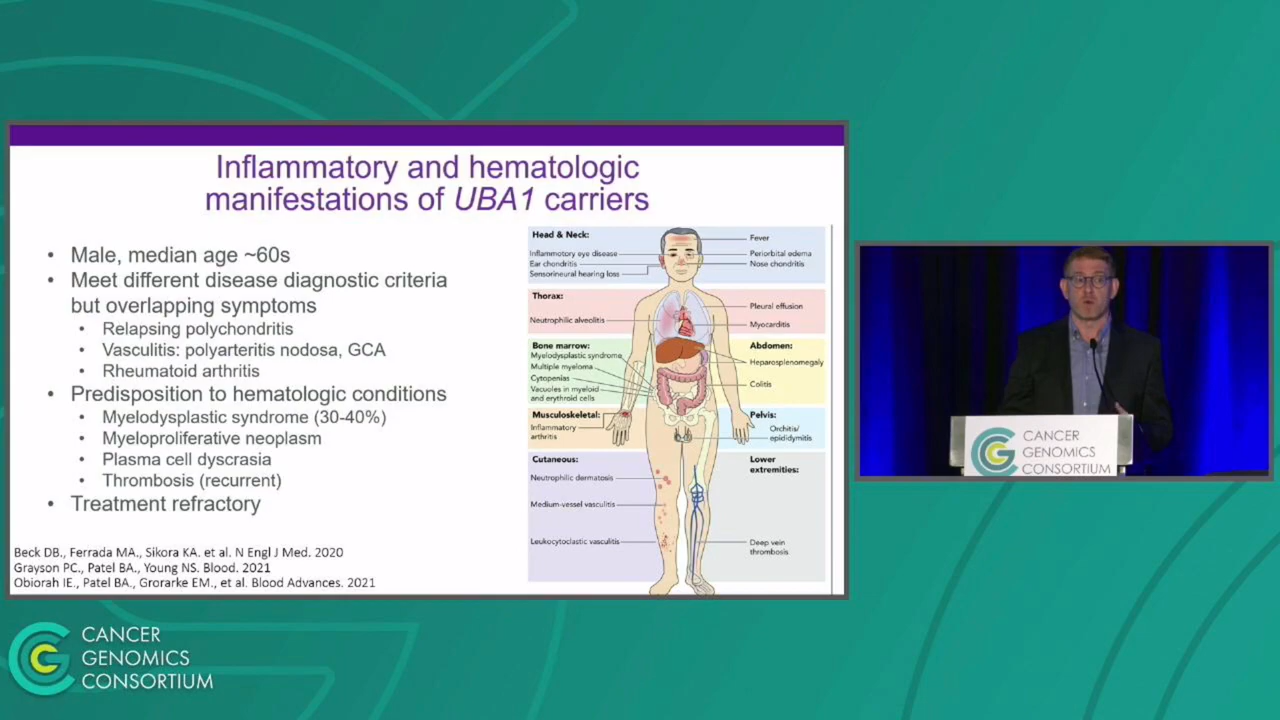 Inflammatory and hematologic
manifestations of UBA1 carriers
• Male, median age ~60s
• Meet different disease diagnostic criteria
but overlapping symptoms
• Relapsing polychondritis
• Vasculitis: polyarteritis nodosa, GCA
• Rheumatoid arthritis
• Predisposition to hematologic conditions
• Myelodysplastic syndrome (30-40%)
• Myeloproliferative neoplasm
• Plasma cell dyscrasia
• Thrombosis (recurrent)
• Treatment refractory
Beck DB., Ferrada MA., Sikora KA. et al. N Engl J Med. 2020
Grayson PC., Patel BA., Young NS. Blood. 2021
Obiorah IE., Patel BA., Grorarke EM., et al. Blood Advances. 2021
Head & Neck:
Inflammatory eye disease
Ear chondritis
Sensorineural hearing loss
Fever
Periorbital edema
Nose chondritis
Thorax:
Neutrophilic alveolitis
Pleural effusion
Myocarditis
Bone marrow:
Myelodysplastic syndrome
Multiple myeloma
Cytopenias
Vacuoles in myeloid
and erythroid cells
Abdomen:
Heparosplenomegaly
Colitis
Musculoskeletal:
Inflammatory
arthritis
Pelvis:
Orchitis/
epididymitis
Cutaneous:
Neutrophilic dermatosis
Medium-vessel vasculitis
Leukocytoclastic vasculitis
Lower
extremities:
Deep vein
thrombosis
CANCER
GENOMICS
CONSORTIUM
CANCER
GENOMICS
CONSORTIUM